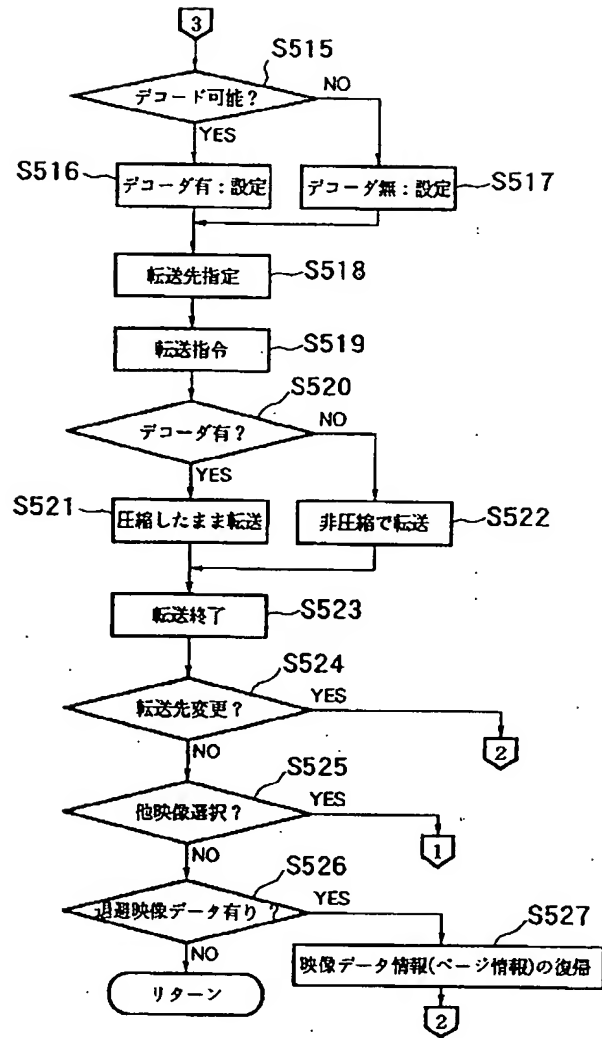 3
S515
デコード可能?
NO
YES
S516
デコーダ有:設定
デコーダ無:設定
S517
転送先指定
S518
転送指令
S519
S520
デコーダ有?
NO
YES
S521
圧縮したまま転送
非圧縮で転送
S522
転送終了
S523
S524
転送先変更?
YES
2
NO
S525
他映像選択?
YES
1
NO
S526
退避映像データ有り?
YES
S527
NO
映像データ情報(ページ情報)の復帰
リターン
2